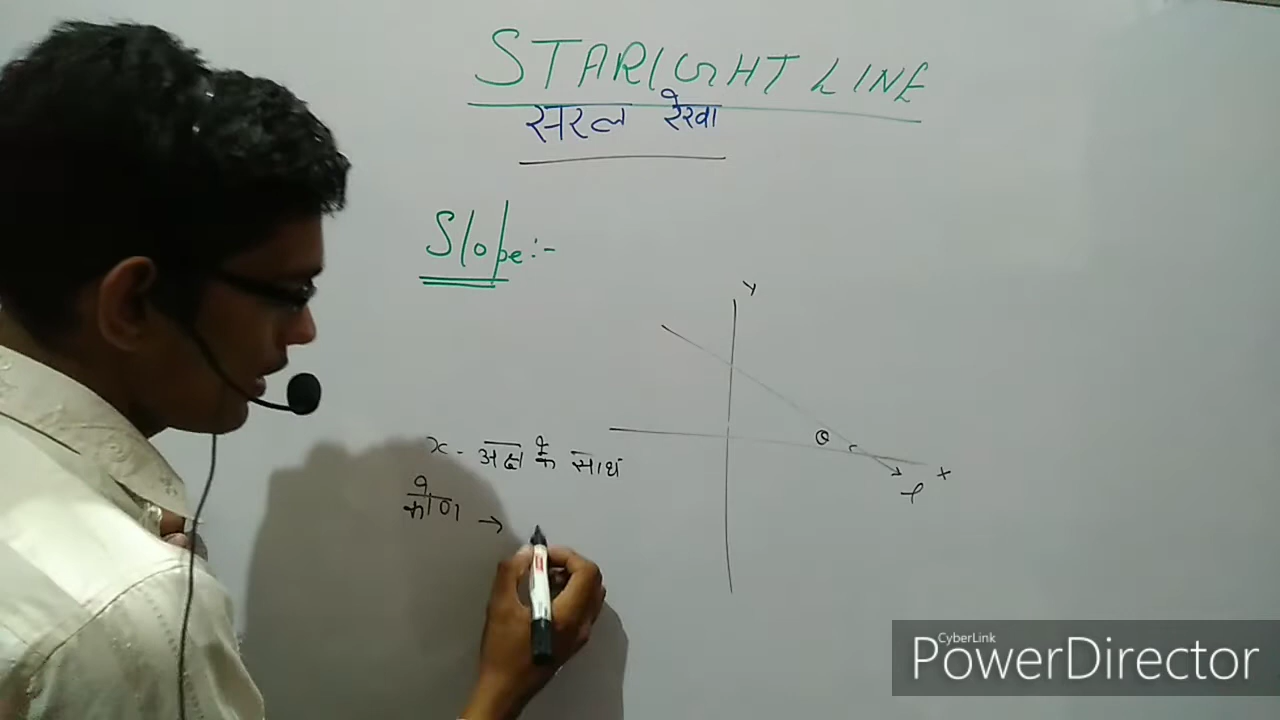 STARIGHT LINE
सरल रेखा
Slope :-
y
x - अक्ष के साथ
θ
x
l
कोण →
CyberLink
PowerDirector